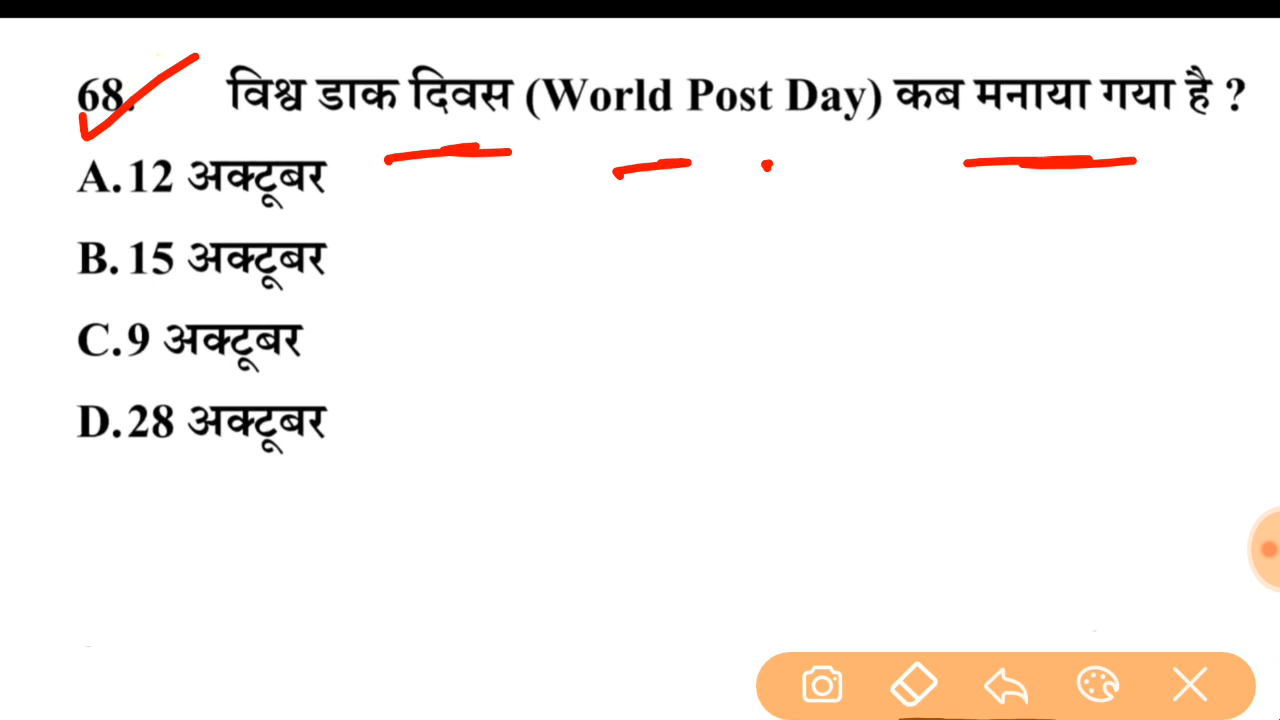 68. विश्व डाक दिवस (World Post Day) कब मनाया गया है ?
A. 12 अक्टूबर
B. 15 अक्टूबर
C. 9 अक्टूबर
D. 28 अक्टूबर